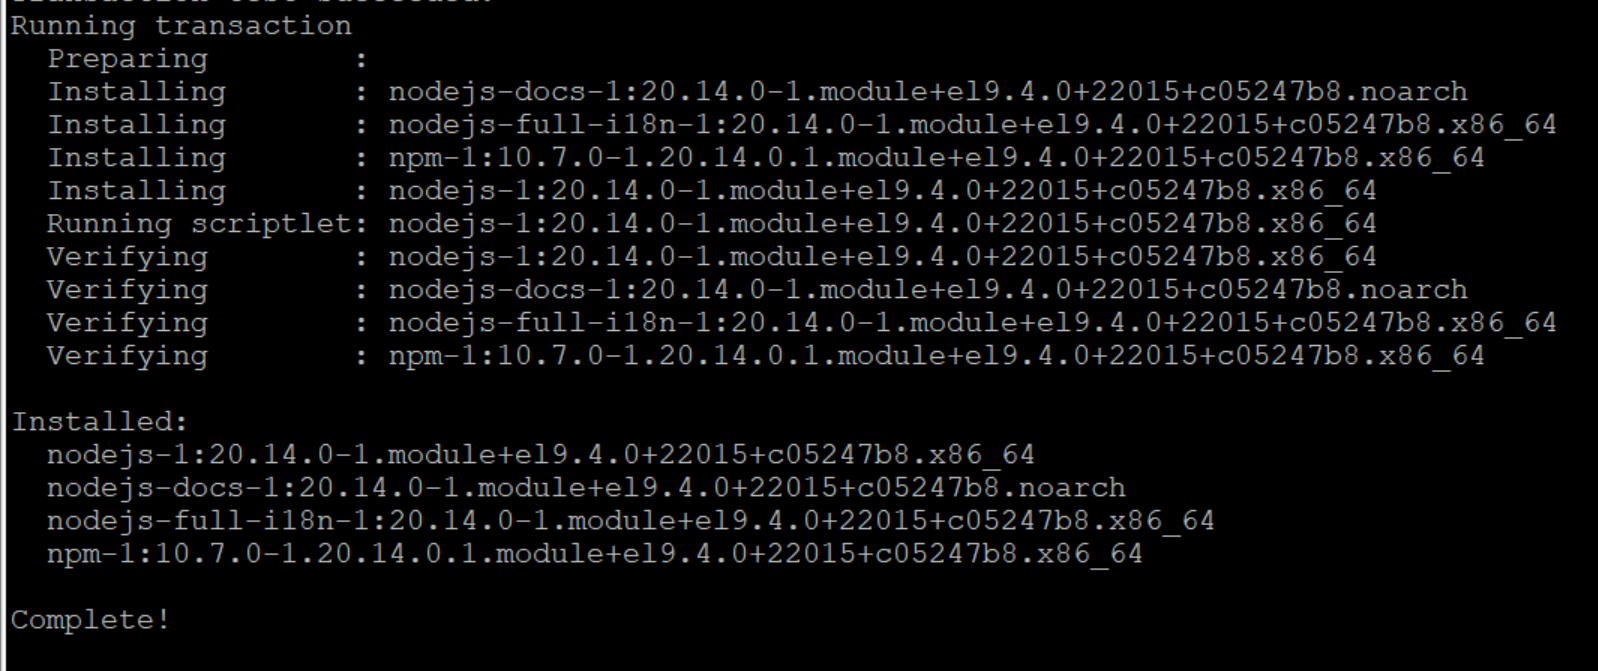 Running transaction
  Preparing        :
  Installing       : nodejs-docs-1:20.14.0-1.module+el9.4.0+22015+c05247b8.noarch
  Installing       : nodejs-full-i18n-1:20.14.0-1.module+el9.4.0+22015+c05247b8.x86_64
  Installing       : npm-1:10.7.0-1.20.14.0.1.module+el9.4.0+22015+c05247b8.x86_64
  Installing       : nodejs-1:20.14.0-1.module+el9.4.0+22015+c05247b8.x86_64
  Running scriptlet: nodejs-1:20.14.0-1.module+el9.4.0+22015+c05247b8.x86_64
  Verifying        : nodejs-1:20.14.0-1.module+el9.4.0+22015+c05247b8.x86_64
  Verifying        : nodejs-docs-1:20.14.0-1.module+el9.4.0+22015+c05247b8.noarch
  Verifying        : nodejs-full-i18n-1:20.14.0-1.module+el9.4.0+22015+c05247b8.x86_64
  Verifying        : npm-1:10.7.0-1.20.14.0.1.module+el9.4.0+22015+c05247b8.x86_64

Installed:
  nodejs-1:20.14.0-1.module+el9.4.0+22015+c05247b8.x86_64
  nodejs-docs-1:20.14.0-1.module+el9.4.0+22015+c05247b8.noarch
  nodejs-full-i18n-1:20.14.0-1.module+el9.4.0+22015+c05247b8.x86_64
  npm-1:10.7.0-1.20.14.0.1.module+el9.4.0+22015+c05247b8.x86_64

Complete!